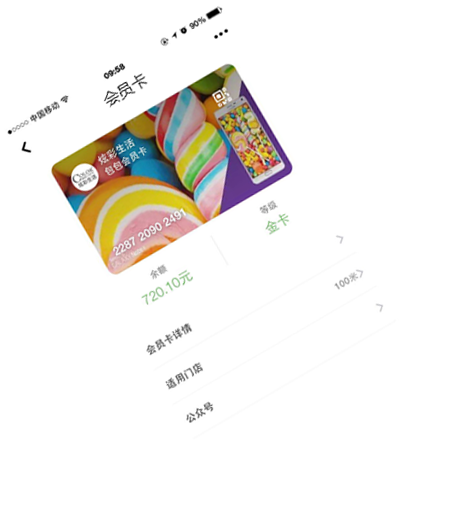 中国移动 09:58 90%
会员卡
炫彩生活
包包会员卡
炫彩生活
2287 2090 2491
余额 等级
720.10元 金卡
会员卡详情
适用门店 100米
公众号